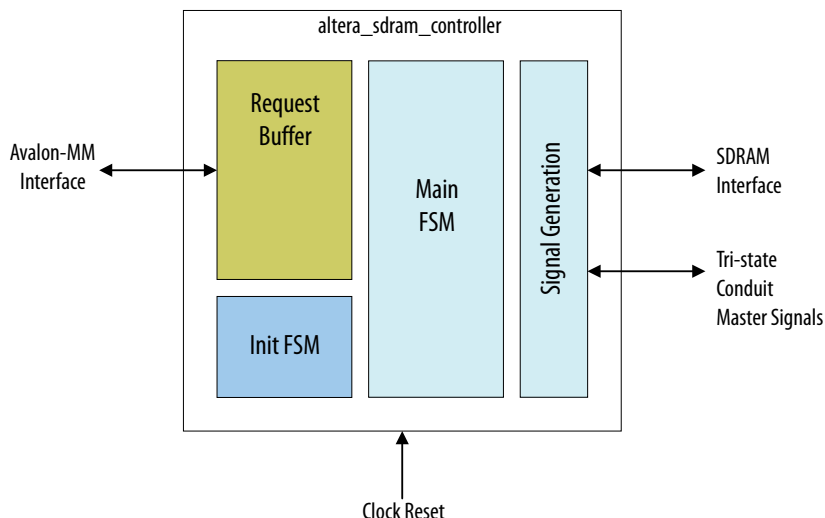 altera_sdram_controller
Request
Buffer
Avalon-MM
Interface
Init FSM
Main
FSM
Signal Generation
SDRAM
Interface
Tri-state
Conduit
Master Signals
Clock Reset